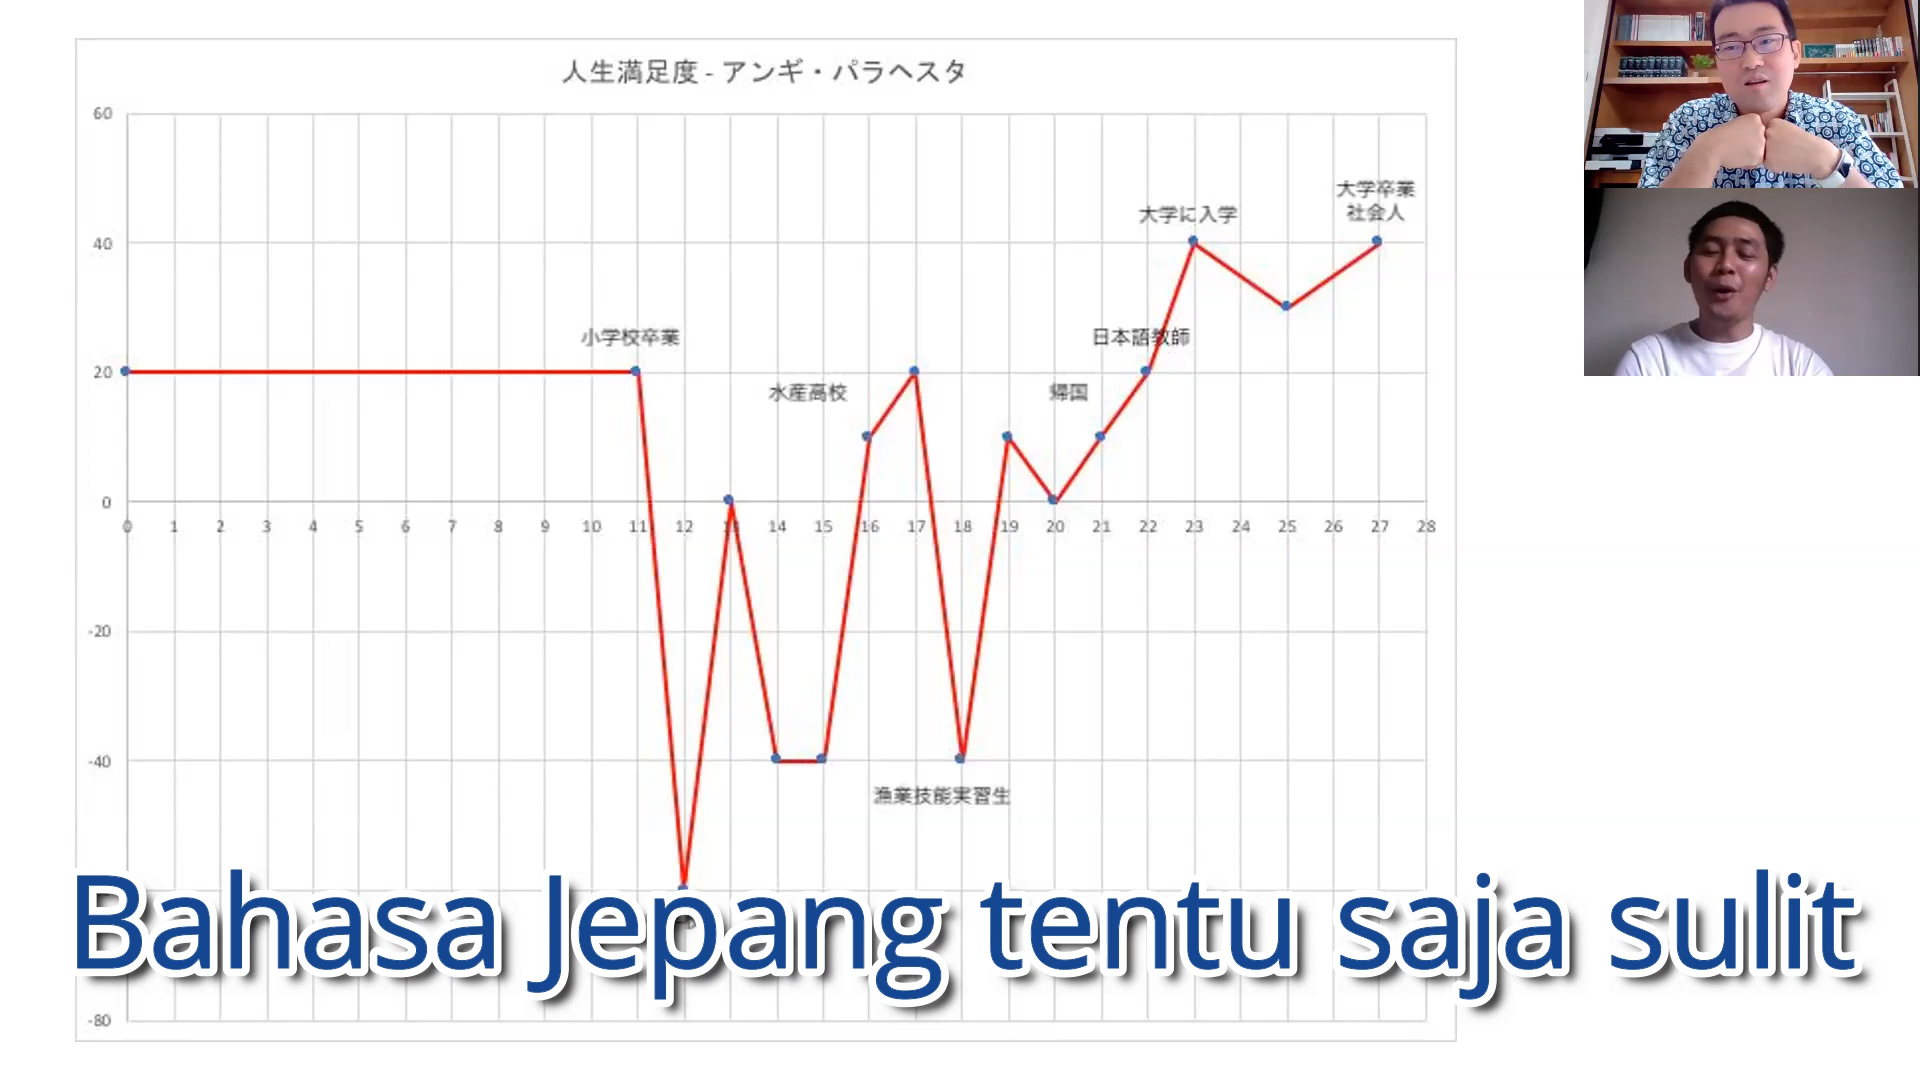 人生満足度 - アンギ・パラヘスタ
60
40
20
0
-20
-40
-80
0 1 2 3 4 5 6 7 8 9 10 11 12 13 14 15 16 17 18 19 20 21 22 23 24 25 26 27 28
小学校卒業
水産高校
漁業技能実習生
帰国
日本語教師
大学に入学
大学卒業
社会人
Bahasa Jepang tentu saja sulit